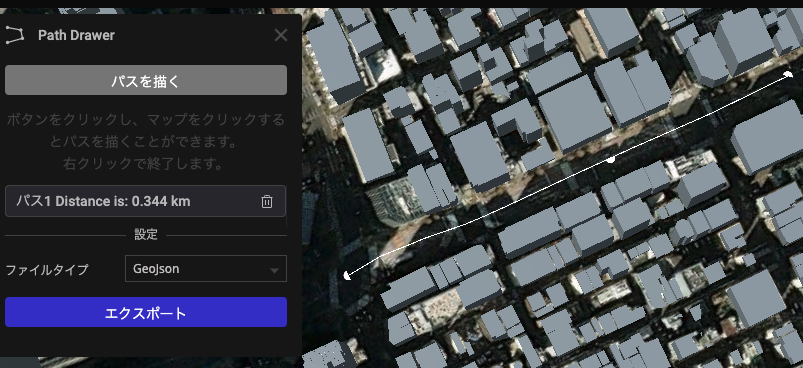 Path Drawer
パスを描く
ボタンをクリックし、マップをクリックする
とパスを描くことができます。
右クリックで終了します。
パス1 Distance is: 0.344 km
設定
ファイルタイプ
GeoJson
エクスポート